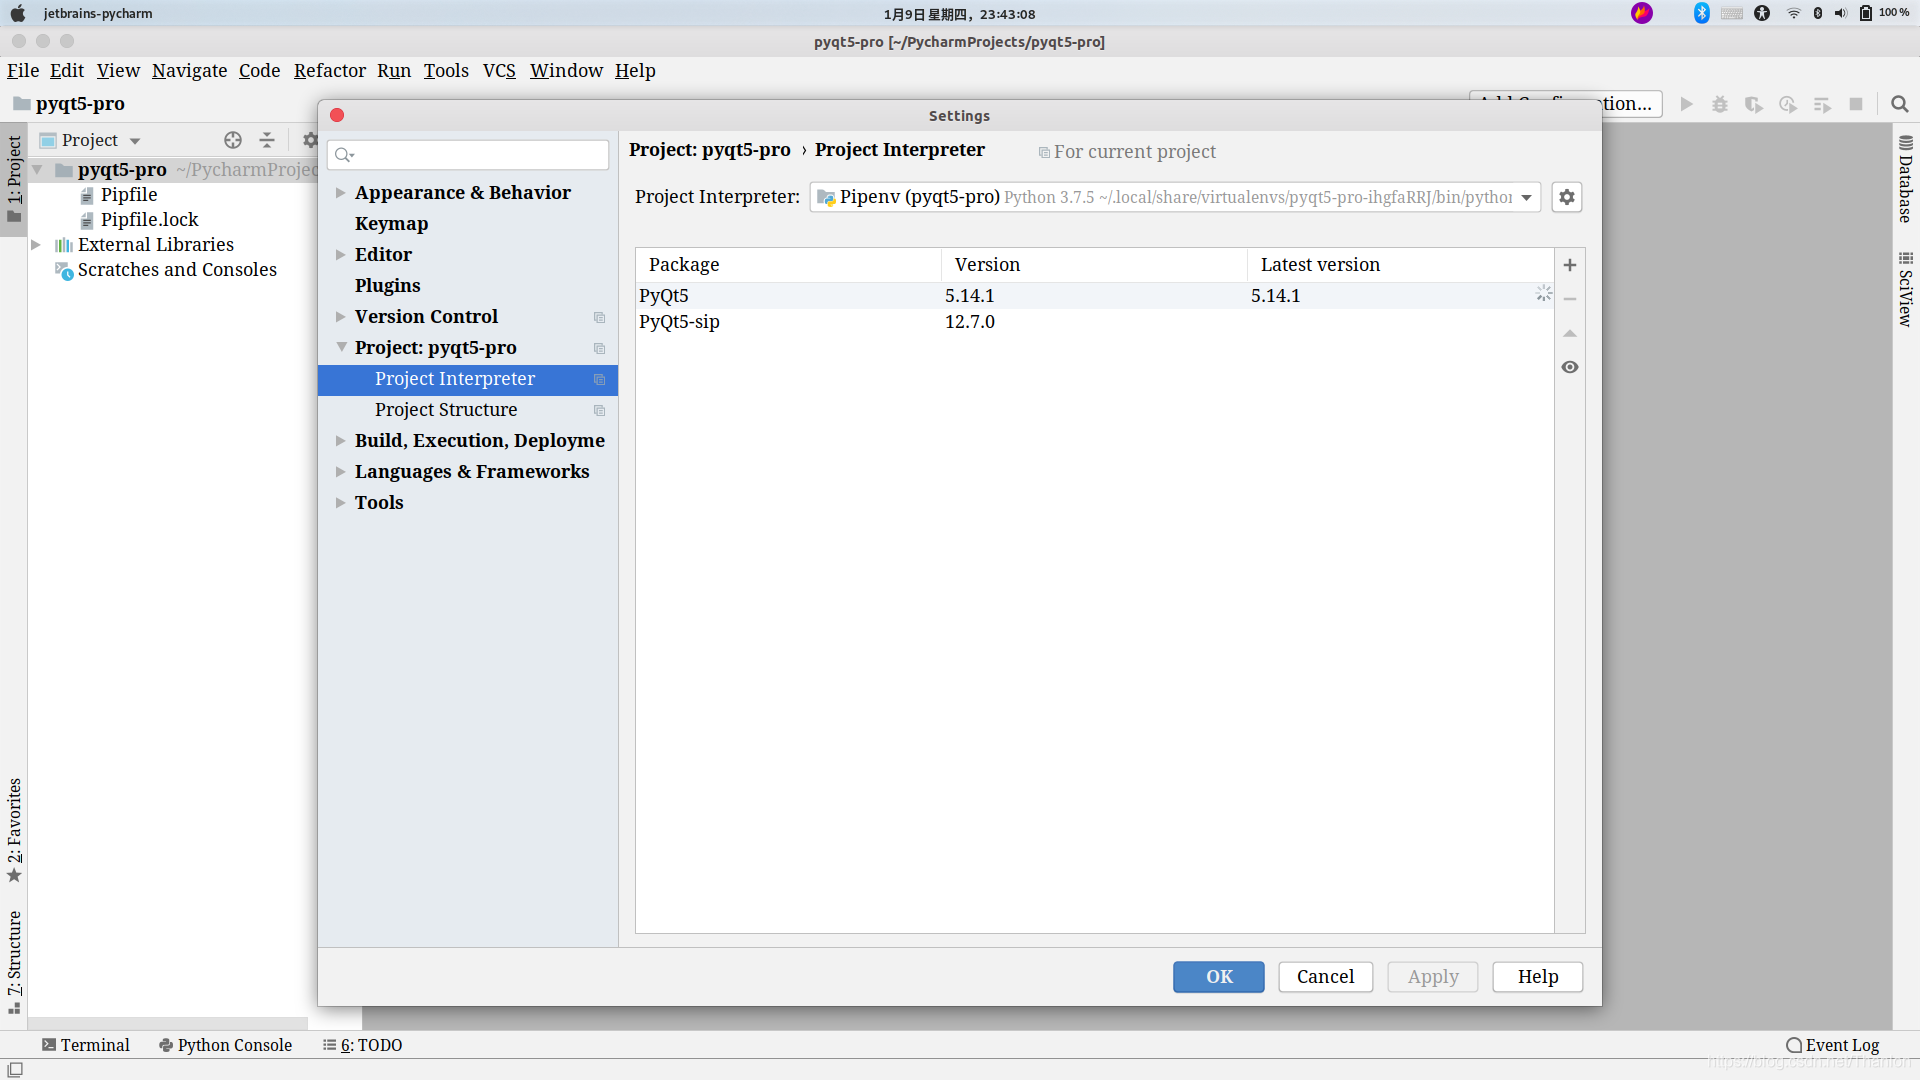 jetbrains-pycharm
1月9日 星期四，23:43:08
100 %
pyqt5-pro [~/PycharmProjects/pyqt5-pro]
File Edit View Navigate Code Refactor Run Tools VCS Window Help
pyqt5-pro
Settings
1: Project
Project
pyqt5-pro ~/PycharmProjec
Pipfile
Pipfile.lock
External Libraries
Scratches and Consoles
Appearance & Behavior
Keymap
Editor
Plugins
Version Control
Project: pyqt5-pro
Project Interpreter
Project Structure
Build, Execution, Deployme
Languages & Frameworks
Tools
Project: pyqt5-pro › Project Interpreter
For current project
Project Interpreter: Pipenv (pyqt5-pro) Python 3.7.5 ~/.local/share/virtualenvs/pyqt5-pro-ihgfaRRJ/bin/python
Package Version Latest version
PyQt5 5.14.1 5.14.1
PyQt5-sip 12.7.0
OK Cancel Apply Help
Database
SciView
2: Favorites
7: Structure
Terminal Python Console 6: TODO
Event Log
https://blog.csdn.net/Thanlon